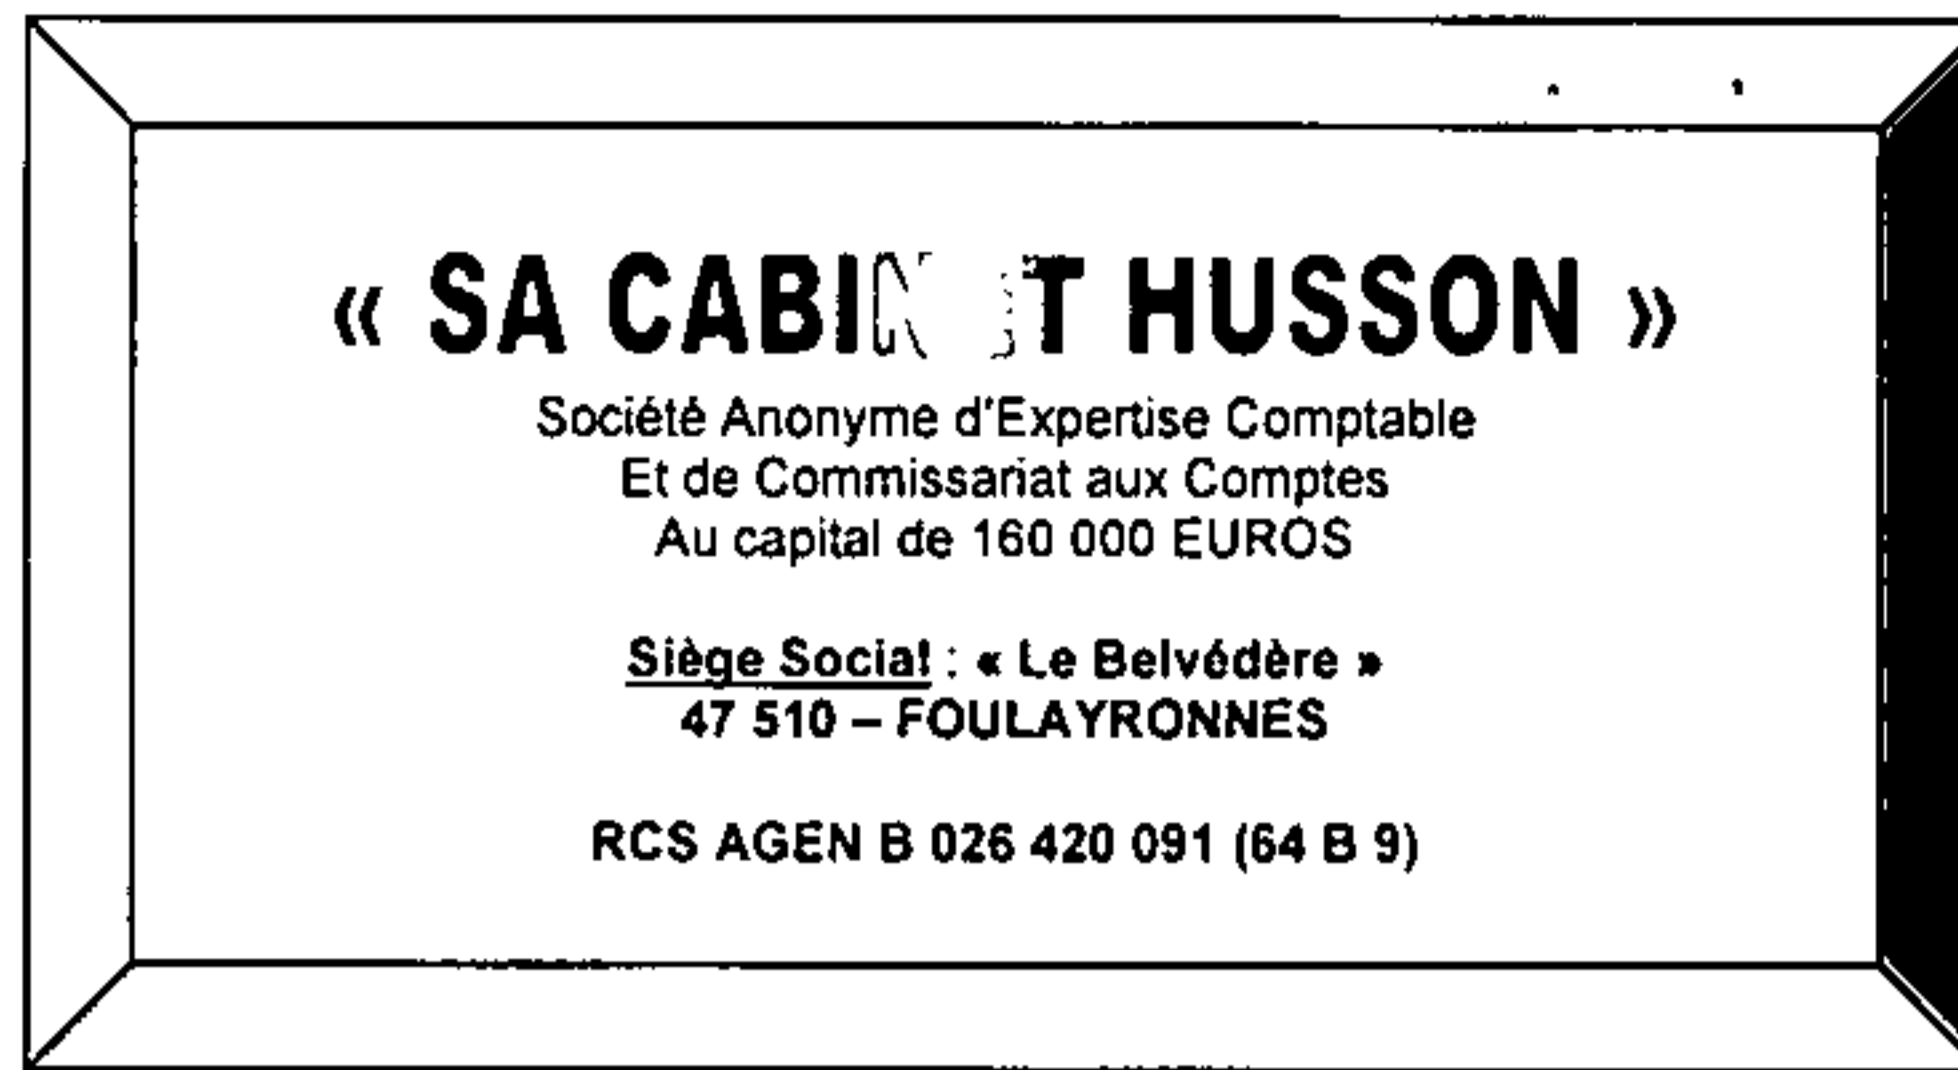 « SA CABINET HUSSON »
Société Anonyme d'Expertise Comptable
Et de Commissariat aux Comptes
Au capital de 160 000 EUROS
Siège Social : « Le Belvédère »
47 510 – FOULAYRONNES
RCS AGEN B 026 420 091 (64 B 9)